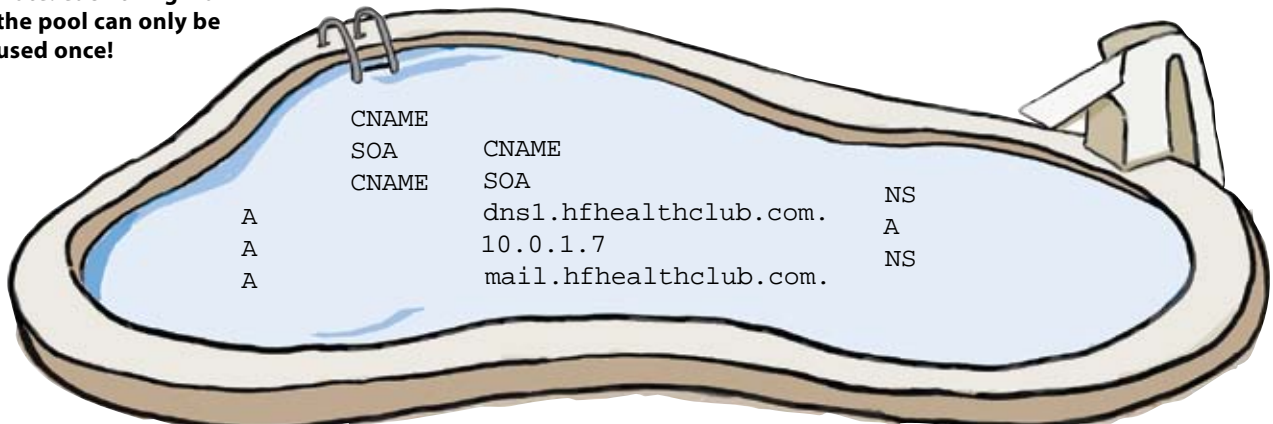 the pool can only be
used once!
CNAME
SOA
CNAME
CNAME
SOA
dns1.hfhealthclub.com.
10.0.1.7
mail.hfhealthclub.com.
A
A
A
NS
A
NS